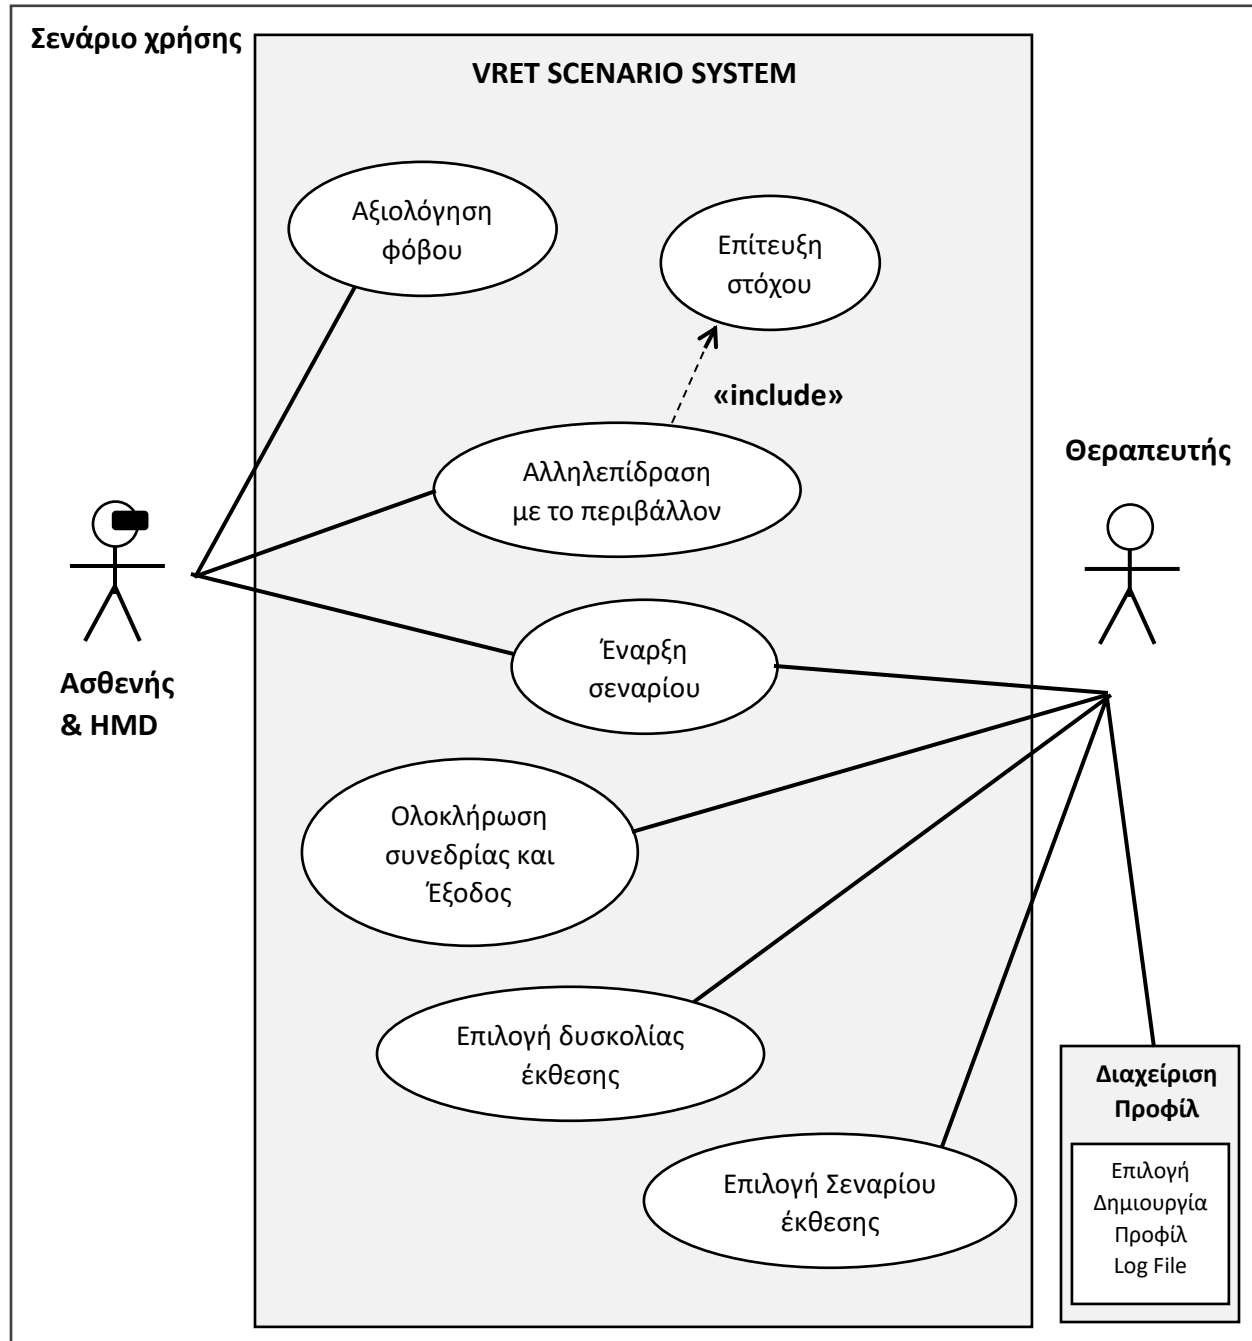 Σενάριο χρήσης
VRET SCENARIO SYSTEM
Αξιολόγηση
φόβου
Επίτευξη
στόχου
«include»
Αλληλεπίδραση
με το περιβάλλον
Θεραπευτής
Ασθενής
& HMD
Έναρξη
σεναρίου
Ολοκλήρωση
συνεδρίας και
Έξοδος
Επιλογή δυσκολίας
έκθεσης
Επιλογή Σεναρίου
έκθεσης
Διαχείριση
Προφίλ
Επιλογή
Δημιουργία
Προφίλ
Log File